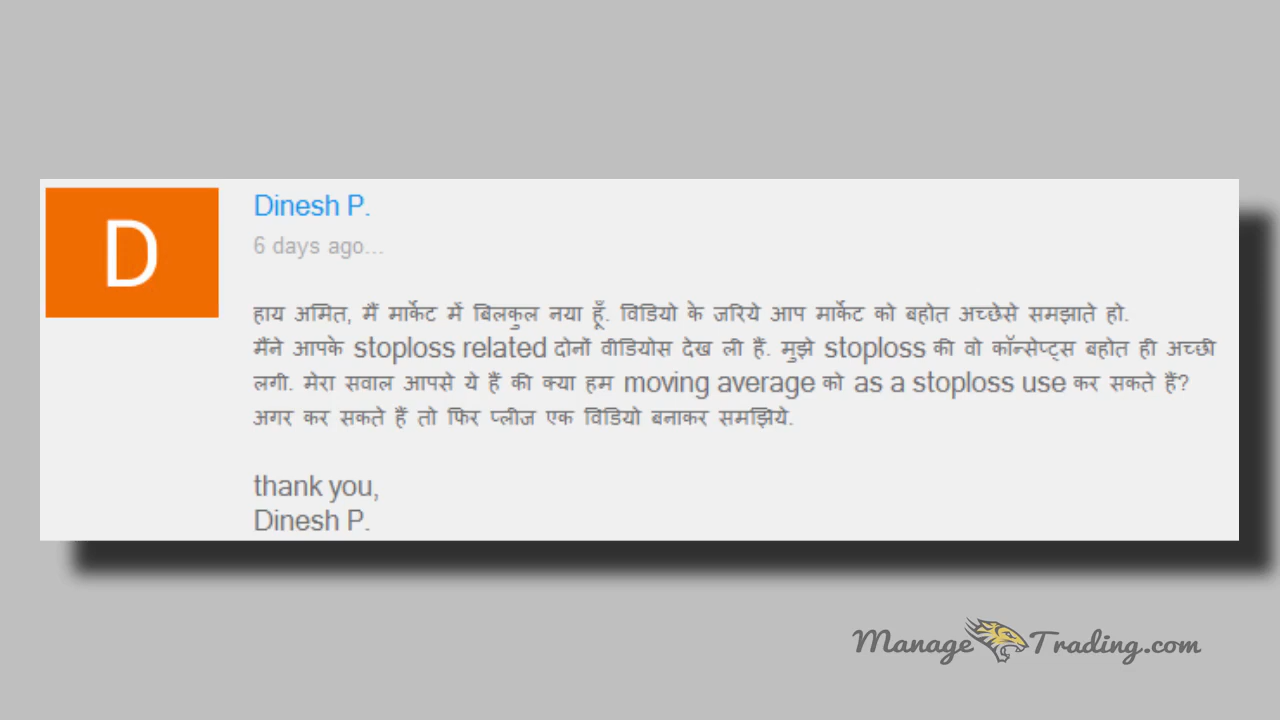 D
Dinesh P.
6 days ago...
हाय अमित, मैं मार्केट में बिलकुल नया हूँ. विडियो के जरिये आप मार्केट को बहोत अच्छेसे समझाते हो.
मैंने आपके stoploss related दोनों वीडियोस देख ली हैं. मुझे stoploss की वो कॉन्सेप्ट्स बहोत ही अच्छी
लगी. मेरा सवाल आपसे ये हैं की क्या हम moving average को as a stoploss use कर सकते हैं?
अगर कर सकते हैं तो फिर प्लीज एक विडियो बनाकर समझिये.
thank you,
Dinesh P.
Manage Trading.com